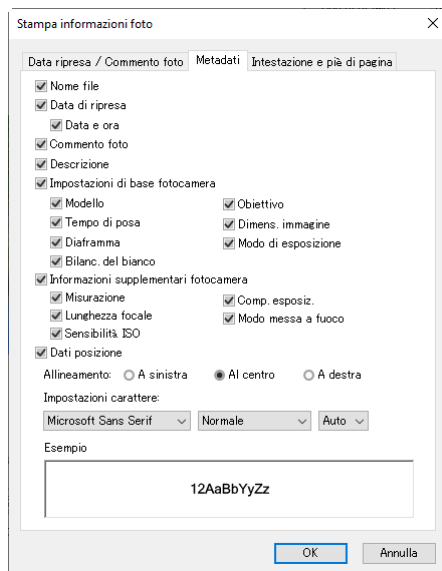 Stampa informazioni foto
Data ripresa / Commento foto Metadati Intestazione e piè di pagina
Nome file
Data di ripresa
Data e ora
Commento foto
Descrizione
Impostazioni di base fotocamera
Modello Obiettivo
Tempo di posa Dimens. immagine
Diaframma Modo di esposizione
Bilanc. del bianco
Informazioni supplementari fotocamera
Misurazione Comp. esposiz.
Lunghezza focale Modo messa a fuoco
Sensibilità ISO
Dati posizione
Allineamento: A sinistra Al centro A destra
Impostazioni carattere:
Microsoft Sans Serif Normale Auto
Esempio
12AaBbYyZz
OK Annulla